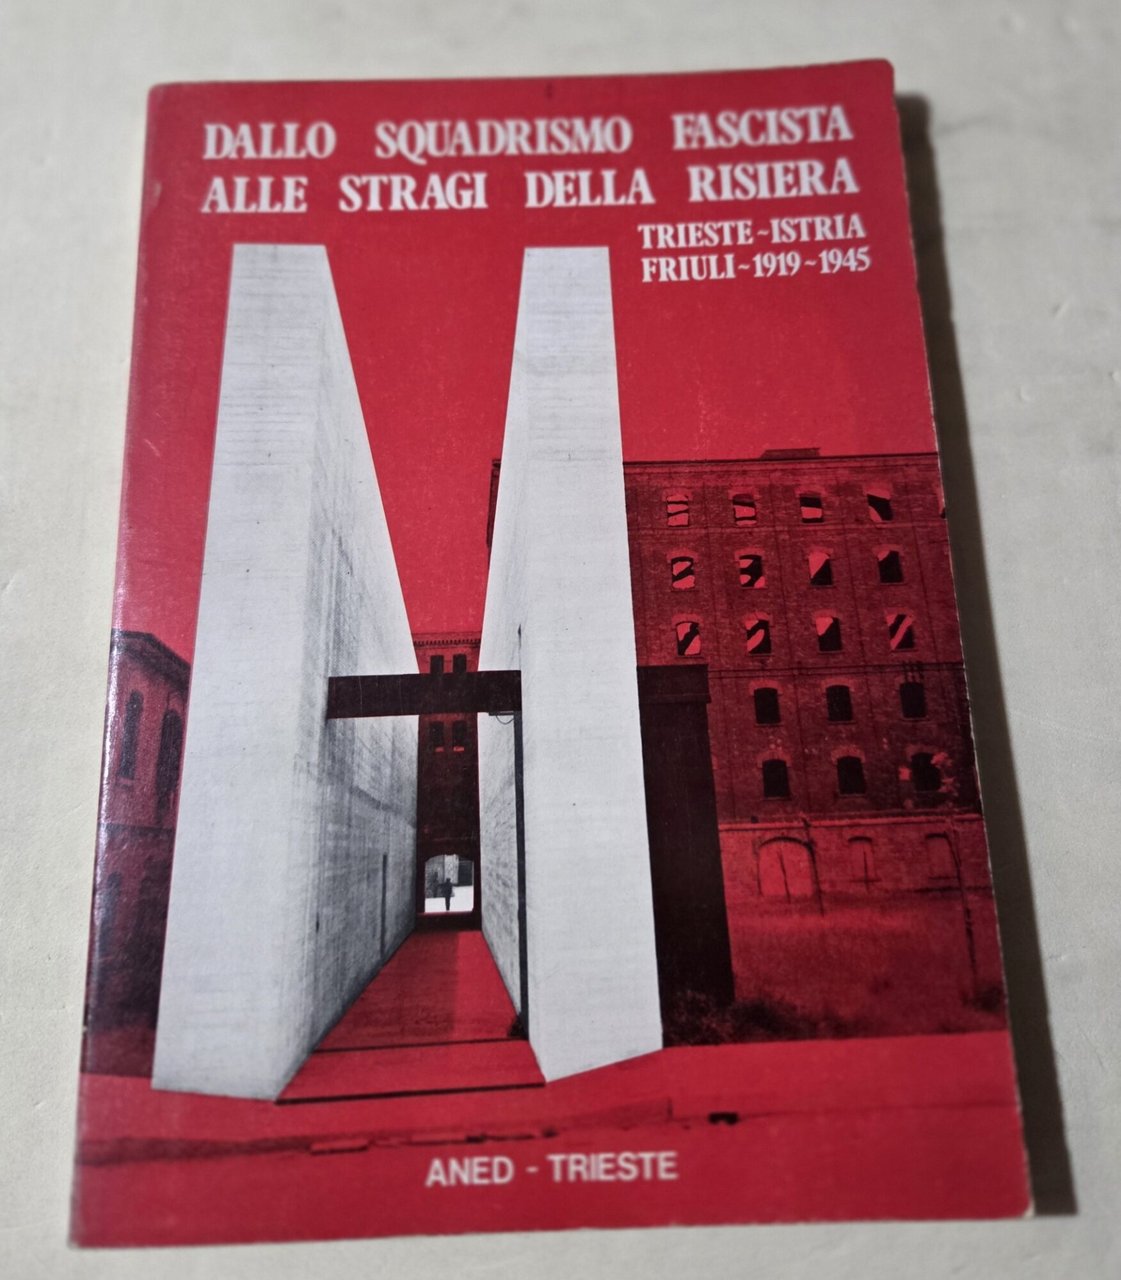 DALLO SQUADRISMO FASCISTA
ALLE STRAGI DELLA RISIERA
TRIESTE~ISTRIA
FRIULI~1919~1945
ANED - TRIESTE